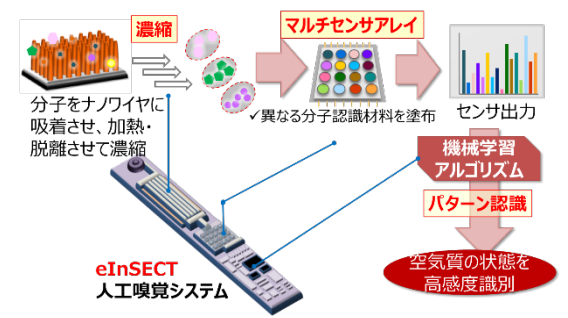 濃縮
マルチセンサアレイ
分子をナノワイヤに
吸着させ、加熱・
脱離させて濃縮
✓異なる分子認識材料を塗布
センサ出力
機械学習
アルゴリズム
パターン認識
空気質の状態を
高感度識別
eInSECT
人工嗅覚システム